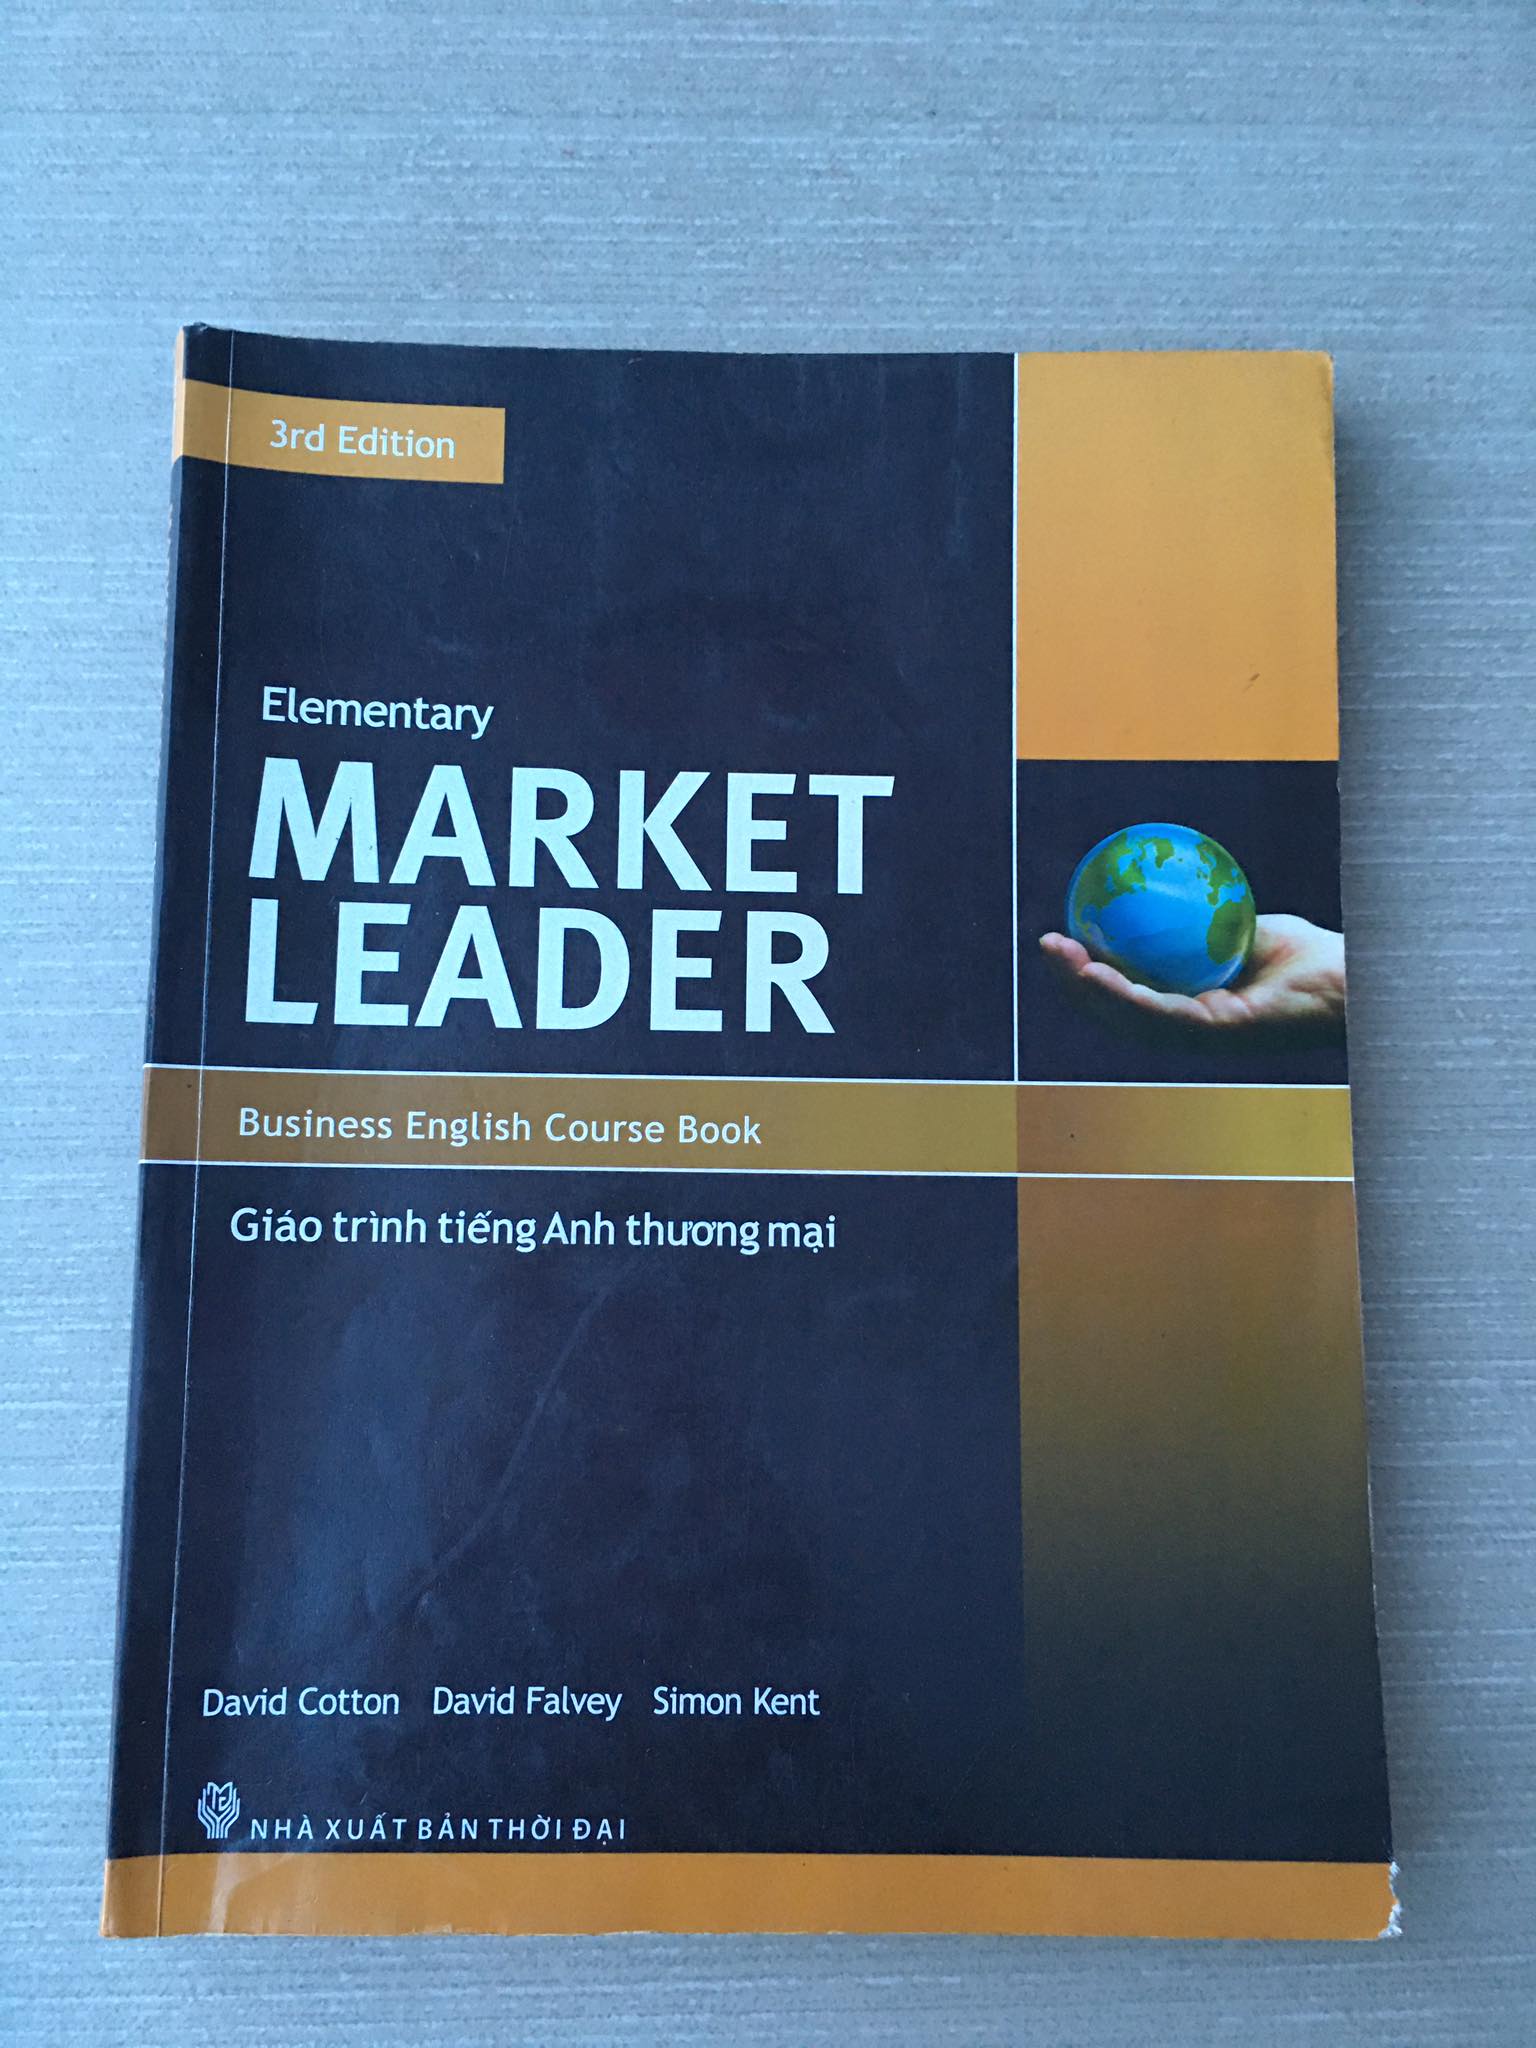 3rd Edition
Elementary
MARKET
LEADER
Business English Course Book
Giáo trình tiếng Anh thương mại
David Cotton David Falvey Simon Kent
NHÀ XUẤT BẢN THỜI ĐẠI